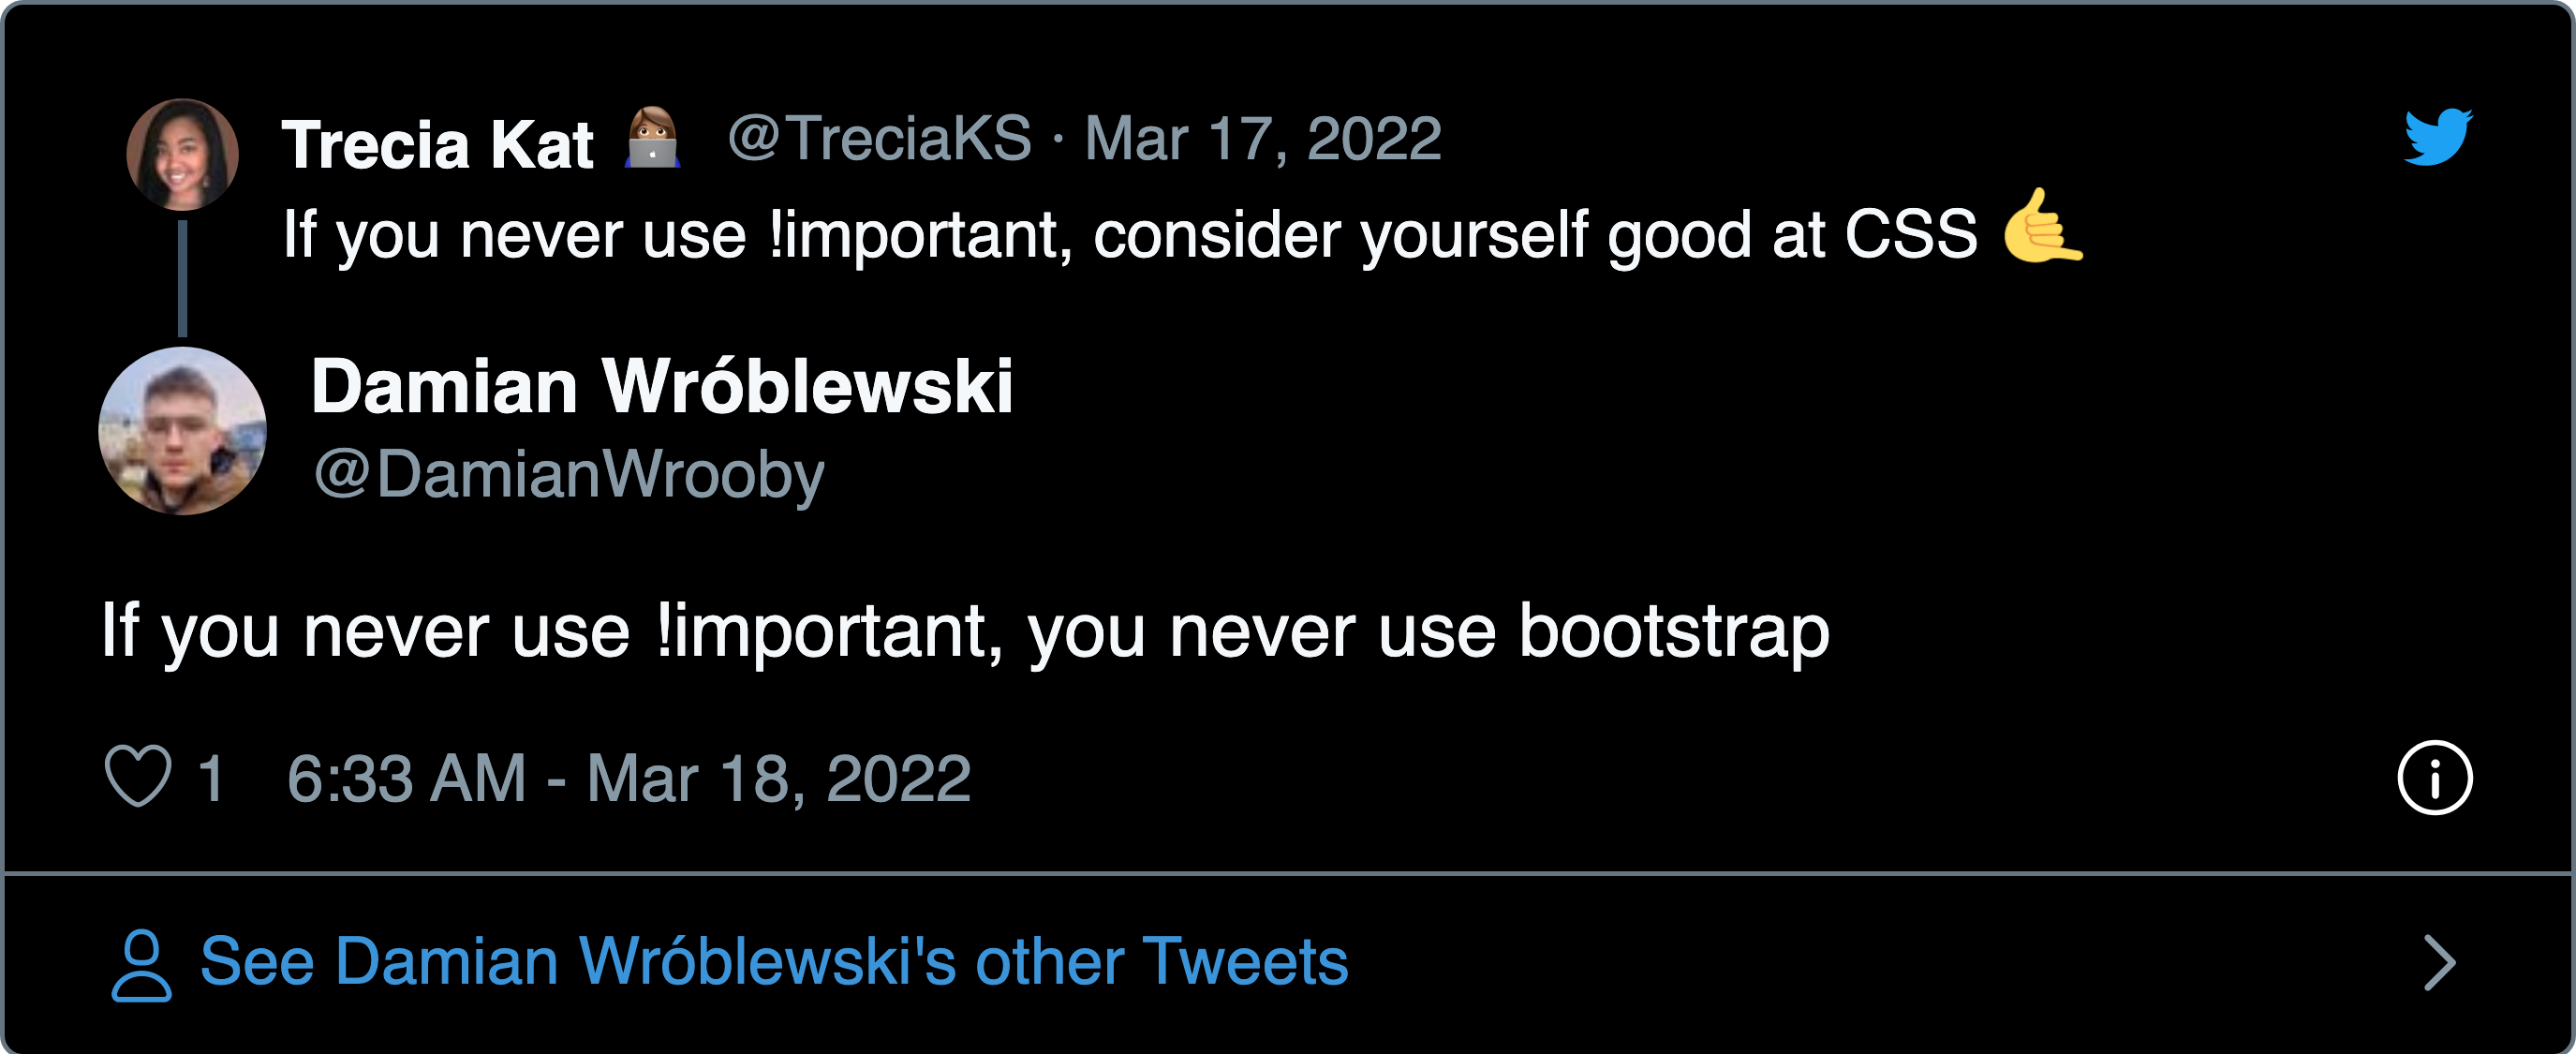 Trecia Kat 👩🏽‍💻 @TreciaKS · Mar 17, 2022
If you never use !important, consider yourself good at CSS 🤙
Damian Wróblewski
@DamianWrooby
If you never use !important, you never use bootstrap
1 6:33 AM - Mar 18, 2022
See Damian Wróblewski's other Tweets